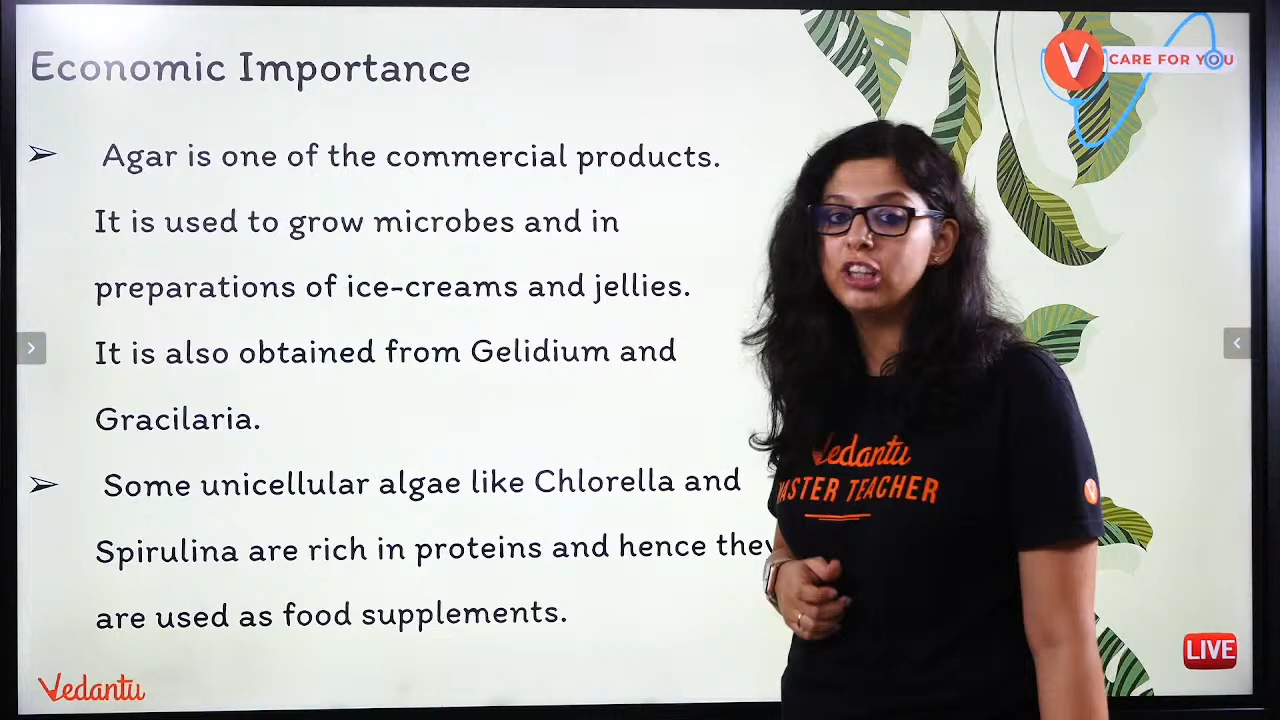 Economic Importance
CARE FOR YOU
➢ Agar is one of the commercial products.
It is used to grow microbes and in
preparations of ice-creams and jellies.
It is also obtained from Gelidium and
Gracilaria.
➢ Some unicellular algae like Chlorella and
Spirulina are rich in proteins and hence they
are used as food supplements.
Vedantu
MASTER TEACHER
LIVE
Vedantu